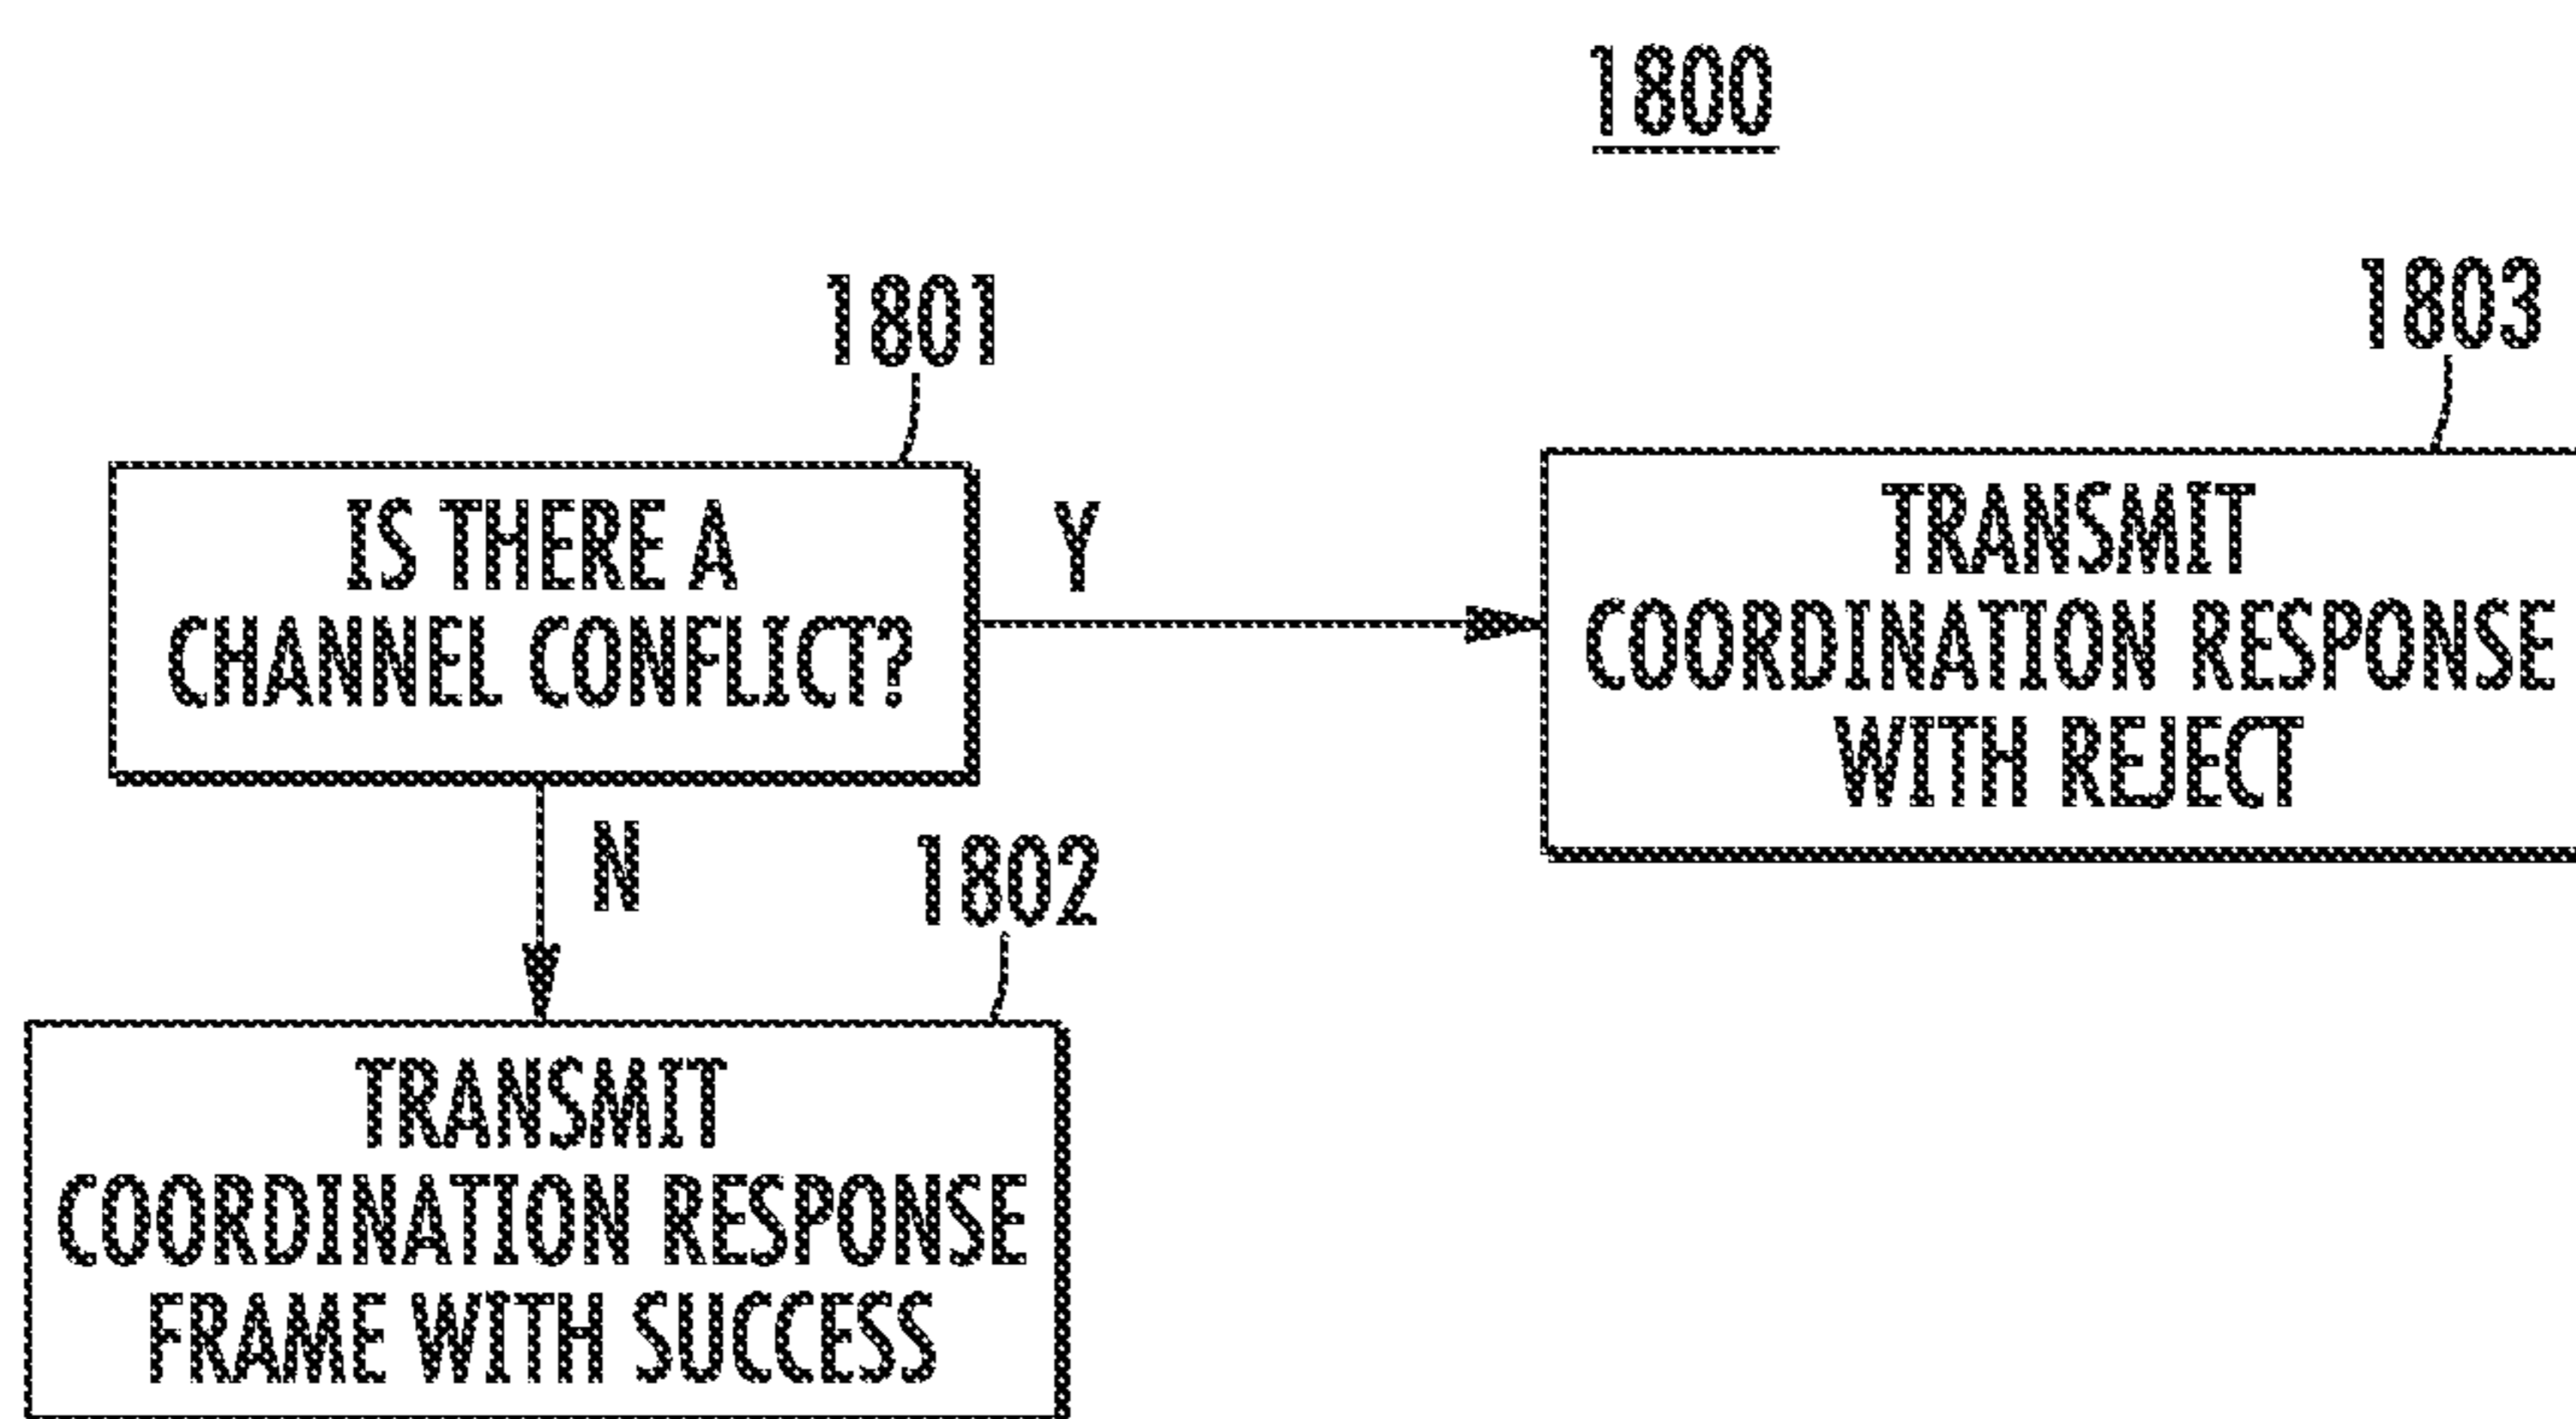 1800
1801
IS THERE A
CHANNEL CONFLICT?
Y
1803
TRANSMIT
COORDINATION RESPONSE
WITH REJECT
N
1802
TRANSMIT
COORDINATION RESPONSE
FRAME WITH SUCCESS